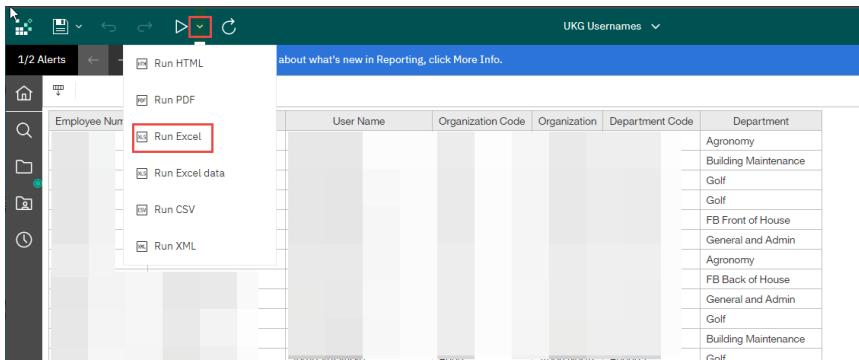 UKG Usernames
1/2 Alerts
about what's new in Reporting, click More Info.
Run HTML
Run PDF
Run Excel
Run Excel data
Run CSV
Run XML
Employee Num User Name Organization Code Organization Department Code Department
Agronomy
Building Maintenance
Golf
Golf
FB Front of House
General and Admin
Agronomy
FB Back of House
General and Admin
Golf
Building Maintenance
Golf